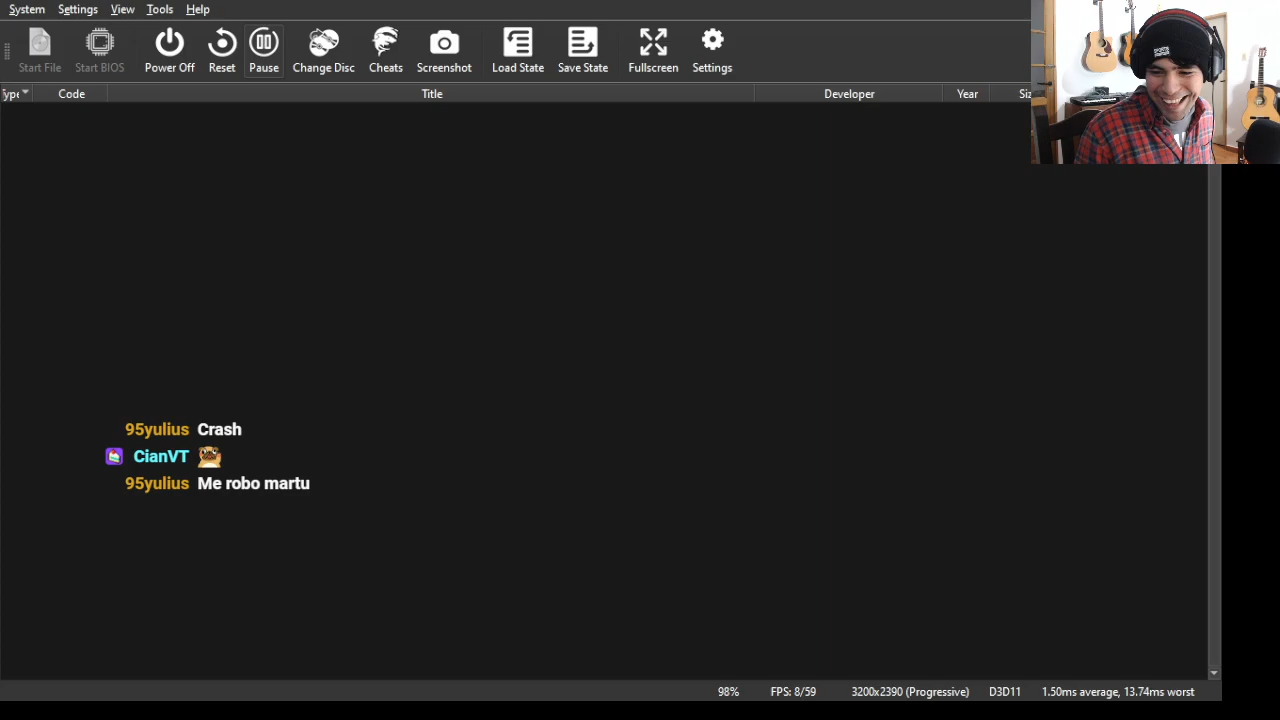 System Settings View Tools Help
Start File Start BIOS Power Off Reset Pause Change Disc Cheats Screenshot Load State Save State Fullscreen Settings
Code Title Developer Year
95yulius Crash
CianVT
95yulius Me robo martu
98% FPS: 8/59 3200x2390 (Progressive) D3D11 1.50ms average, 13.74ms worst